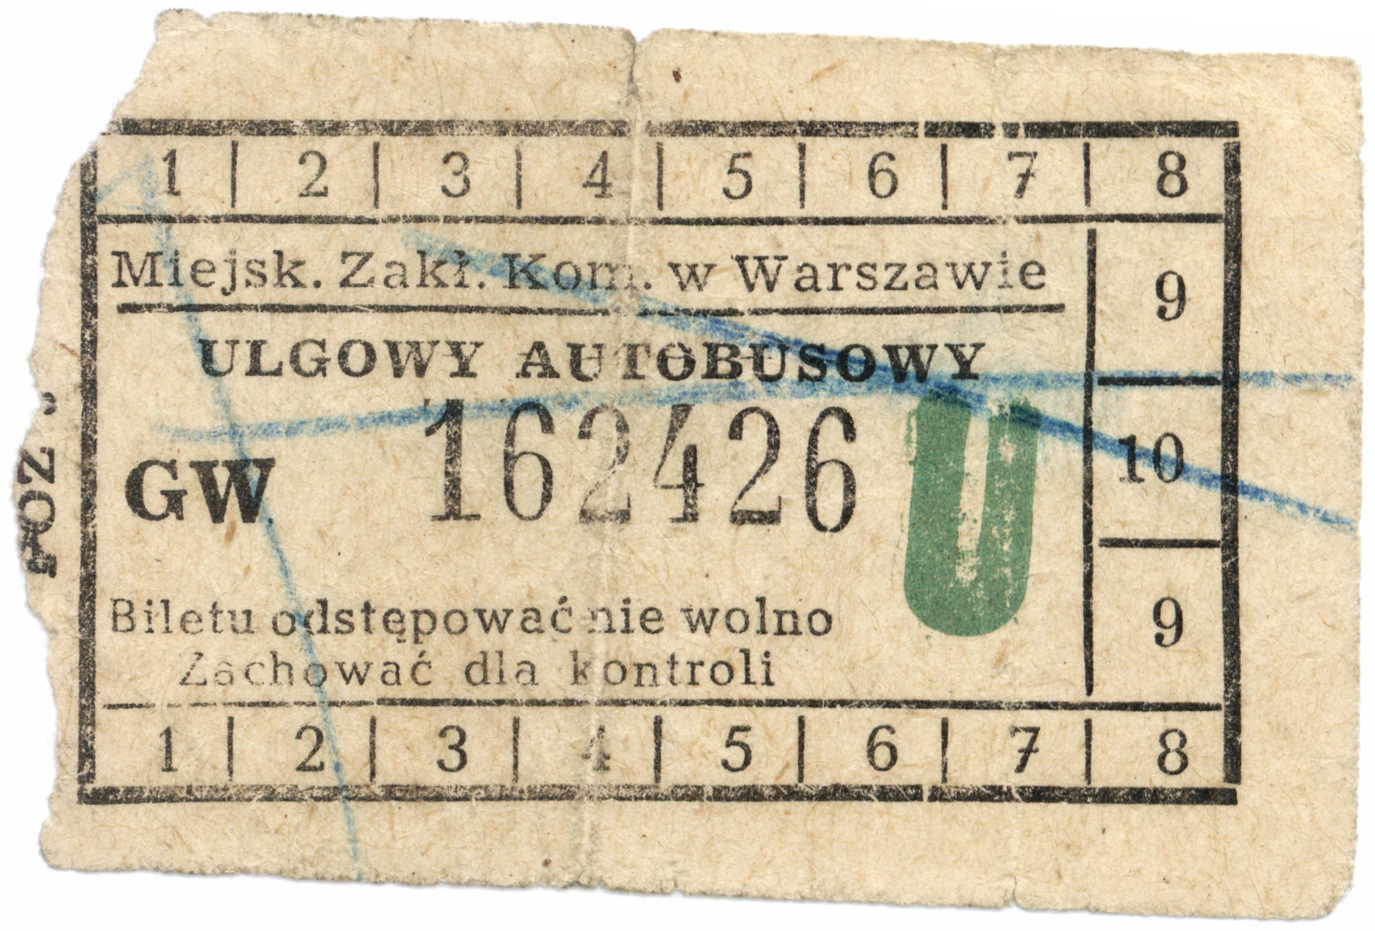 1 2 3 4 5 6 7 8
Miejsk. Zakł. Kom. w Warszawie
9
ULGOWY AUTOBUSOWY
GW 162426 U
10
Biletu odstępować nie wolno
9
Zachować dla kontroli
1 2 3 4 5 6 7 8